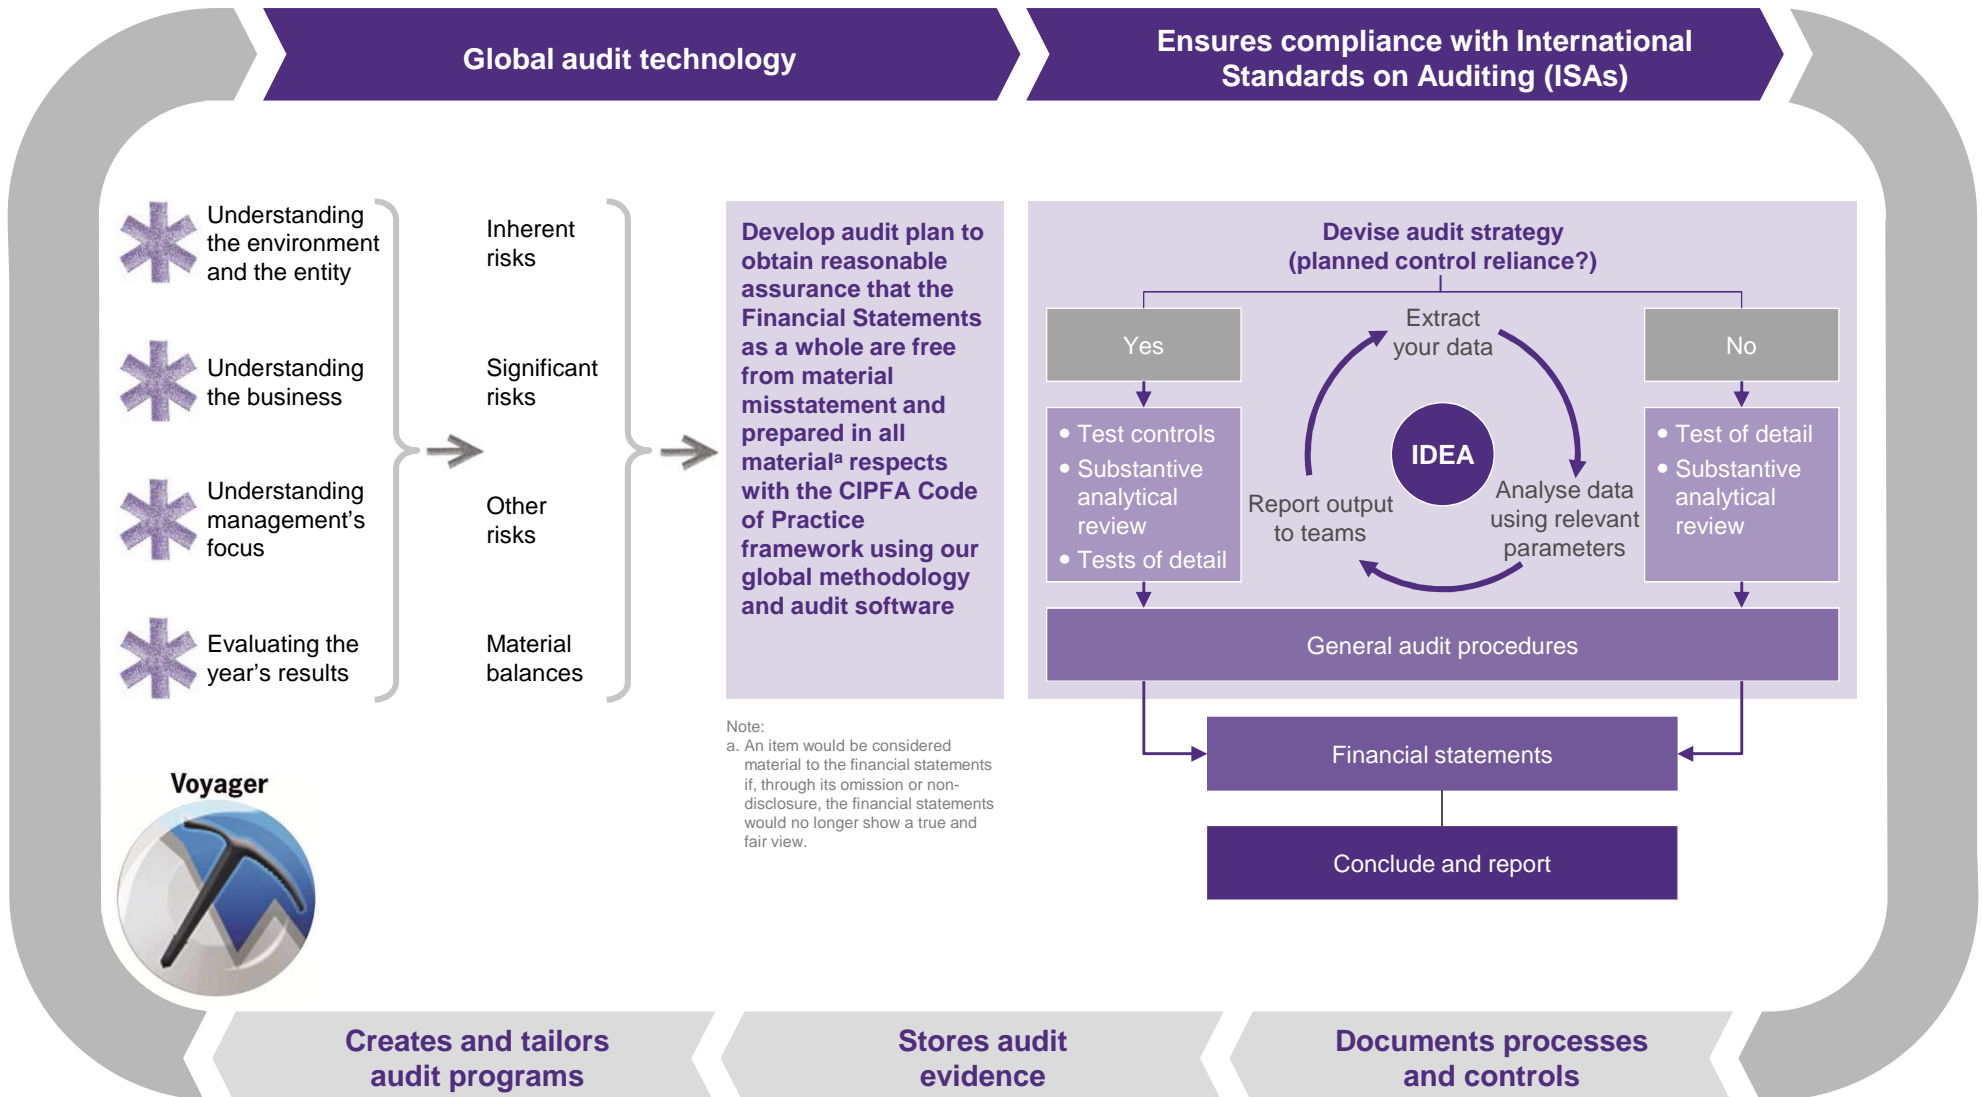 Global audit technology
Ensures compliance with International
Standards on Auditing (ISAs)
Understanding
the environment
and the entity
Understanding
the business
Understanding
management’s
focus
Evaluating the
year’s results
Inherent
risks
Significant
risks
Other
risks
Material
balances
Develop audit plan to
obtain reasonable
assurance that the
Financial Statements
as a whole are free
from material
misstatement and
prepared in all
materialª respects
with the CIPFA Code
of Practice
framework using our
global methodology
and audit software
Note:
a. An item would be considered
material to the financial statements
if, through its omission or non-
disclosure, the financial statements
would no longer show a true and
fair view.
Devise audit strategy
(planned control reliance?)
Yes
• Test controls
• Substantive
analytical
review
• Tests of detail
Extract
your data
IDEA
Analyse data
using relevant
parameters
Report output
to teams
No
• Test of detail
• Substantive
analytical
review
General audit procedures
Financial statements
Conclude and report
Voyager
Creates and tailors
audit programs
Stores audit
evidence
Documents processes
and controls